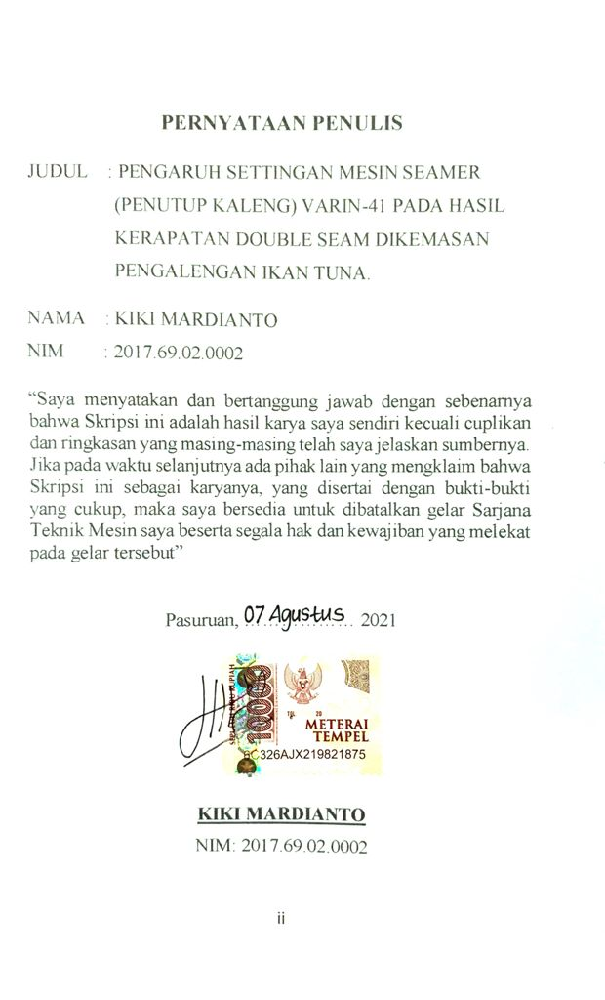 PERNYATAAN PENULIS
JUDUL : PENGARUH SETTINGAN MESIN SEAMER
(PENUTUP KALENG) VARIN-41 PADA HASIL
KERAPATAN DOUBLE SEAM DIKEMASAN
PENGALENGAN IKAN TUNA.
NAMA : KIKI MARDIANTO
NIM : 2017.69.02.0002
“Saya menyatakan dan bertanggung jawab dengan sebenarnya
bahwa Skripsi ini adalah hasil karya saya sendiri kecuali cuplikan
dan ringkasan yang masing-masing telah saya jelaskan sumbernya.
Jika pada waktu selanjutnya ada pihak lain yang mengklaim bahwa
Skripsi ini sebagai karyanya, yang disertai dengan bukti-bukti
yang cukup, maka saya bersedia untuk dibatalkan gelar Sarjana
Teknik Mesin saya beserta segala hak dan kewajiban yang melekat
pada gelar tersebut”
Pasuruan, 07 Agustus 2021
10000
TGL 20
METERAI
TEMPEL
6C326AJX219821875
KIKI MARDIANTO
NIM: 2017.69.02.0002
ii